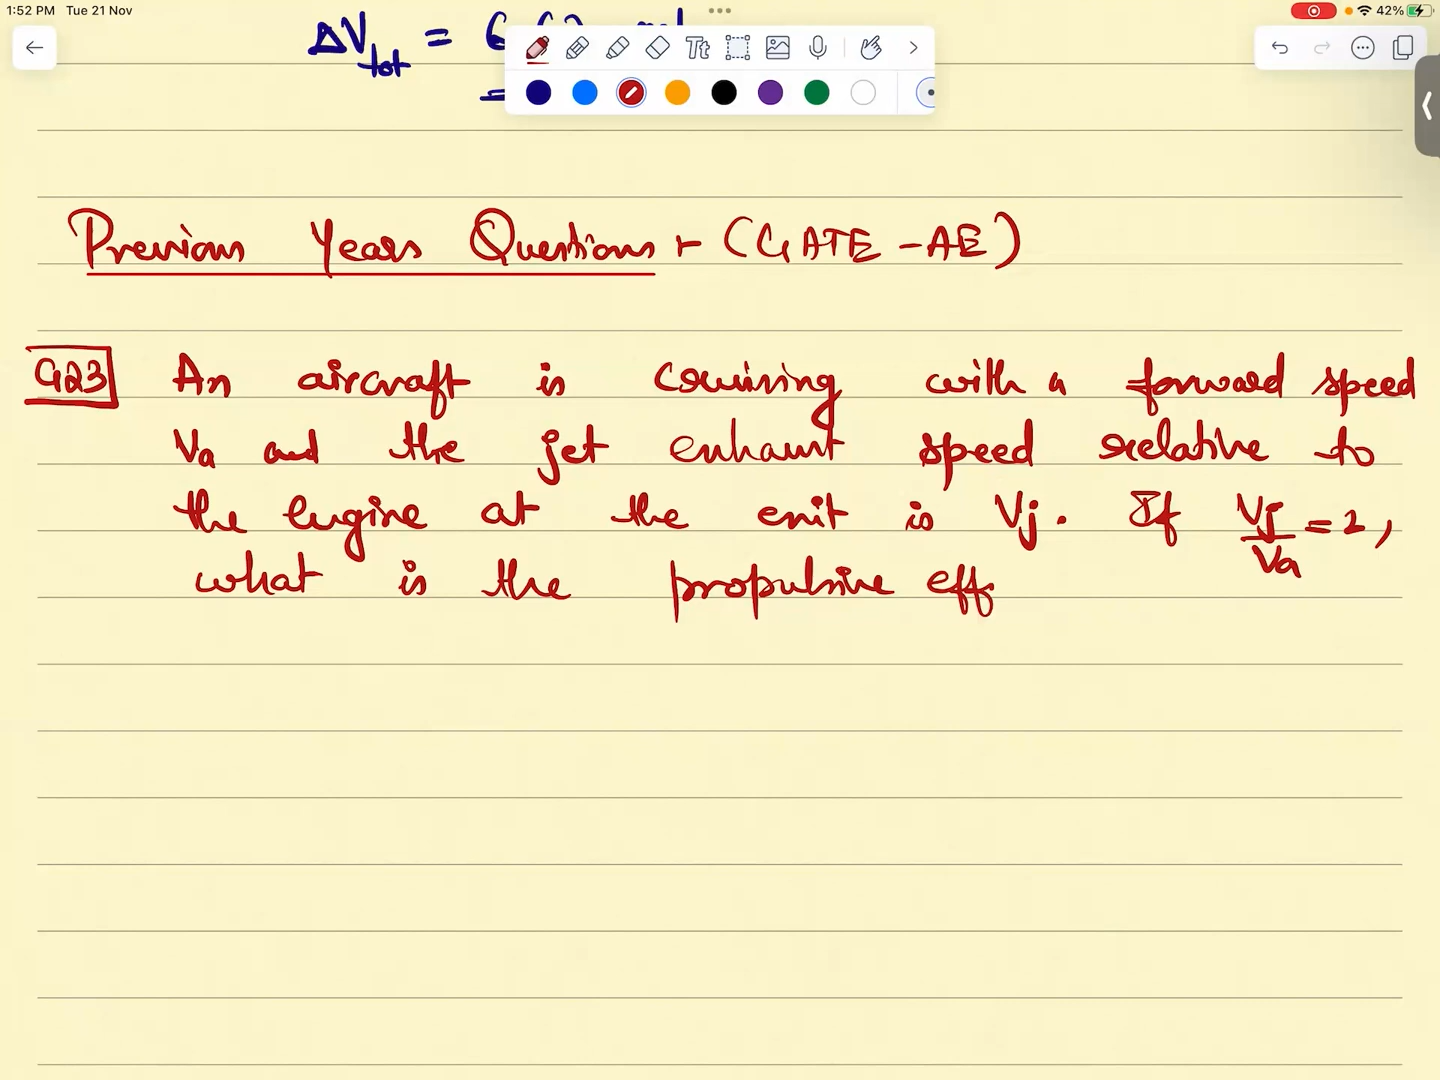 1:52 PM Tue 21 Nov
42%
ΔV_tot =
Tt
=
Previous Years Questions :- (GATE - AE)
G23 An aircraft is cruising with a forward speed
Va and the jet exhaust speed relative to
the engine at the exit is Vj. If Vj/Va = 2,
what is the propulsive eff